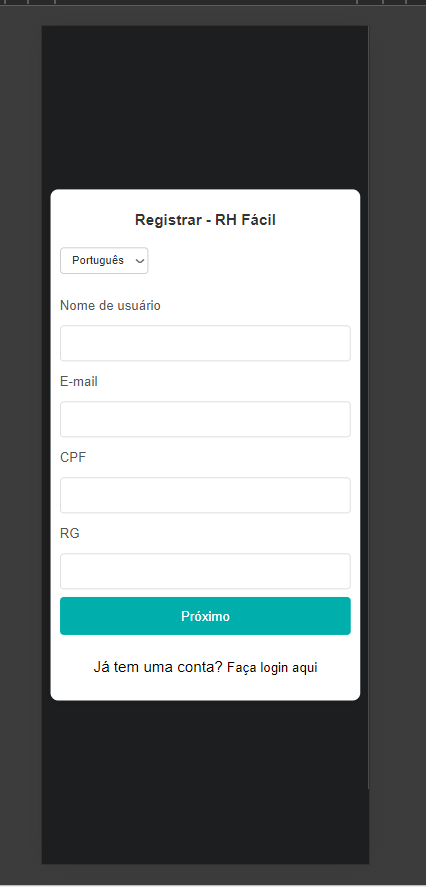 Registrar - RH Fácil
Português
Nome de usuário
E-mail
CPF
RG
Próximo
Já tem uma conta? Faça login aqui